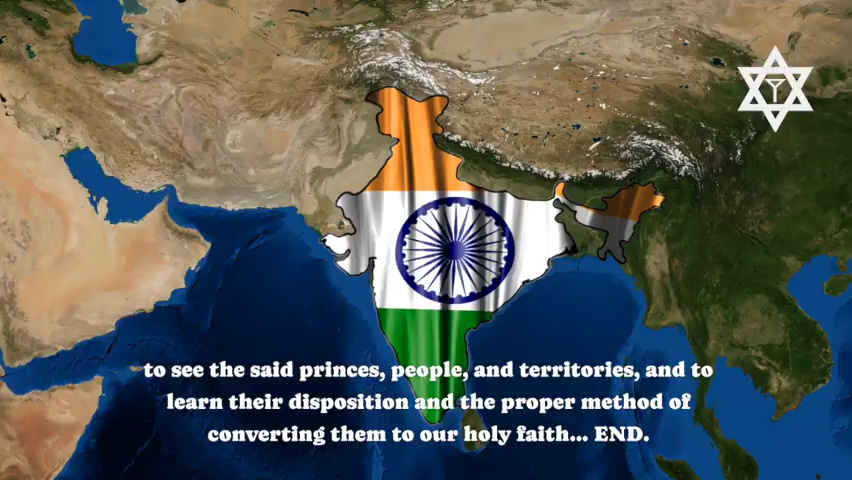 to see the said princes, people, and territories, and to
learn their disposition and the proper method of
converting them to our holy faith... END.